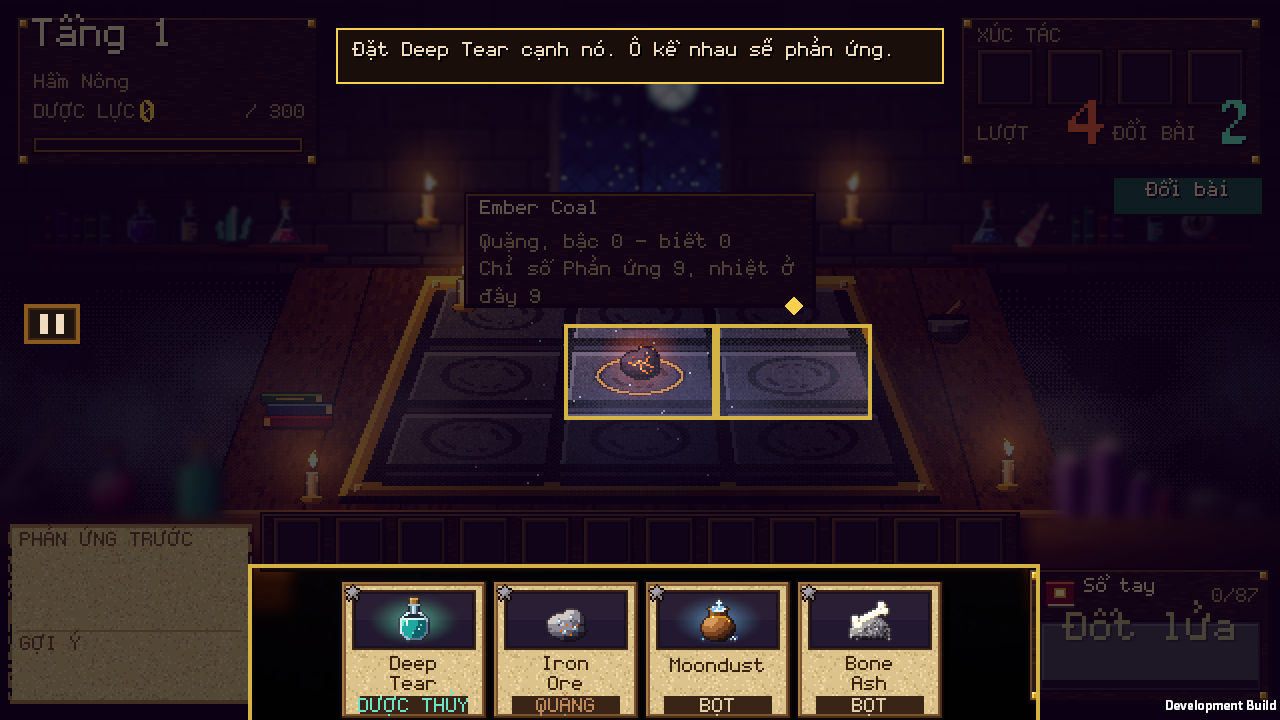 Tầng 1
Hầm Nông
DƯỢC LỰC 0 / 300
Đặt Deep Tear cạnh nó. Ô kề nhau sẽ phản ứng.
XÚC TÁC
LƯỢT 4 ĐỔI BÀI 2
Đổi bài
Ember Coal
Quặng, bậc 0 – biết 0
Chỉ số Phản ứng 9, nhiệt ở
đây 9
PHẢN ỨNG TRƯỚC
GỢI Ý
Deep
Tear
DƯỢC THỦY
Iron
Ore
QUẶNG
Moondust
BỘT
Bone
Ash
BỘT
Sổ tay 0/87
Đốt lửa
Development Build